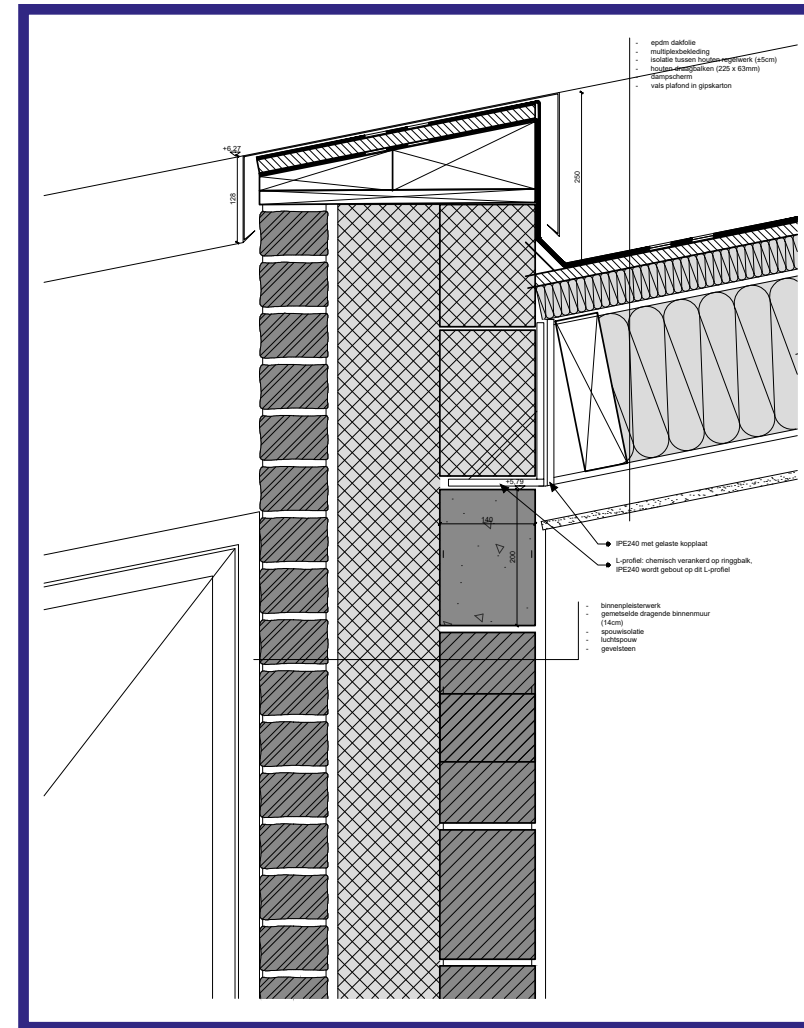 - epdm dakfolie
- multiplexbekleding
- isolatie tussen houten regelwerk (±5cm)
- houten draagbalken (225 x 63mm)
- dampscherm
- vals plafond in gipskarton
+6,27
128
250
+5,79
140
200
IPE240 met gelaste kopplaat
L-profiel: chemisch verankerd op ringgbalk,
IPE240 wordt gebout op dit L-profiel
- binnenpleisterwerk
- gemetselde dragende binnenmuur
(14cm)
- spouwisolatie
- luchtspouw
- gevelsteen